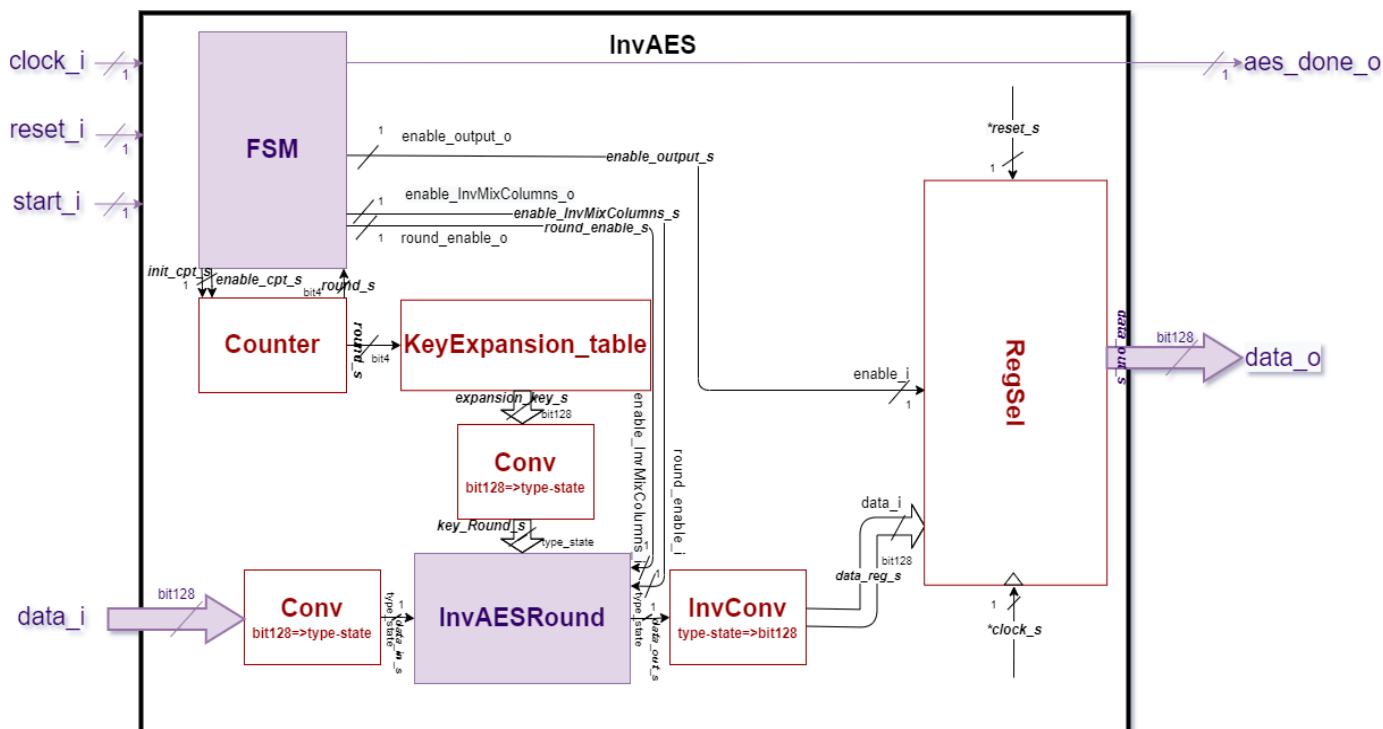 InvAES
clock_i
1
aes_done_o
1
reset_i
1
start_i
1
FSM
1
enable_output_o
enable_output_s
1
enable_InvMixColumns_o
enable_InvMixColumns_s
round_enable_s
1
round_enable_o
*reset_s
1
init_cpt_s
1
enable_cpt_s
bit4
round_s
Counter
round_s
bit4
KeyExpansion_table
expansion_key_s
bit128
Conv
bit128=>type-state
key_Round_s
type_state
enable_InvMixColumns_i
1
round_enable_i
1
enable_i
1
RegSel
data_out_s
bit128
data_o
data_i
bit128
data_reg_s
1
*clock_s
data_i
bit128
Conv
bit128=>type-state
type_state
1
data_in_s
InvAESRound
type_state
1
data_out_s
InvConv
type-state=>bit128